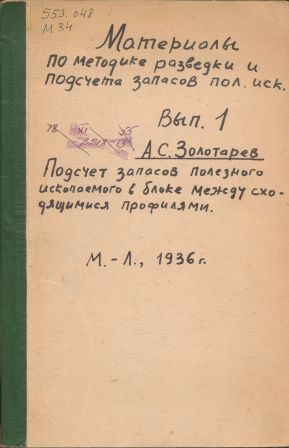 553.048
М 34
Материалы
по методике разведки и
подсчета запасов пол. иск.
Вып. 1
А.С. Золотарев
Подсчет запасов полезного
ископаемого в блоке между схо-
дящимися профилями.
М.-Л., 1936 г.